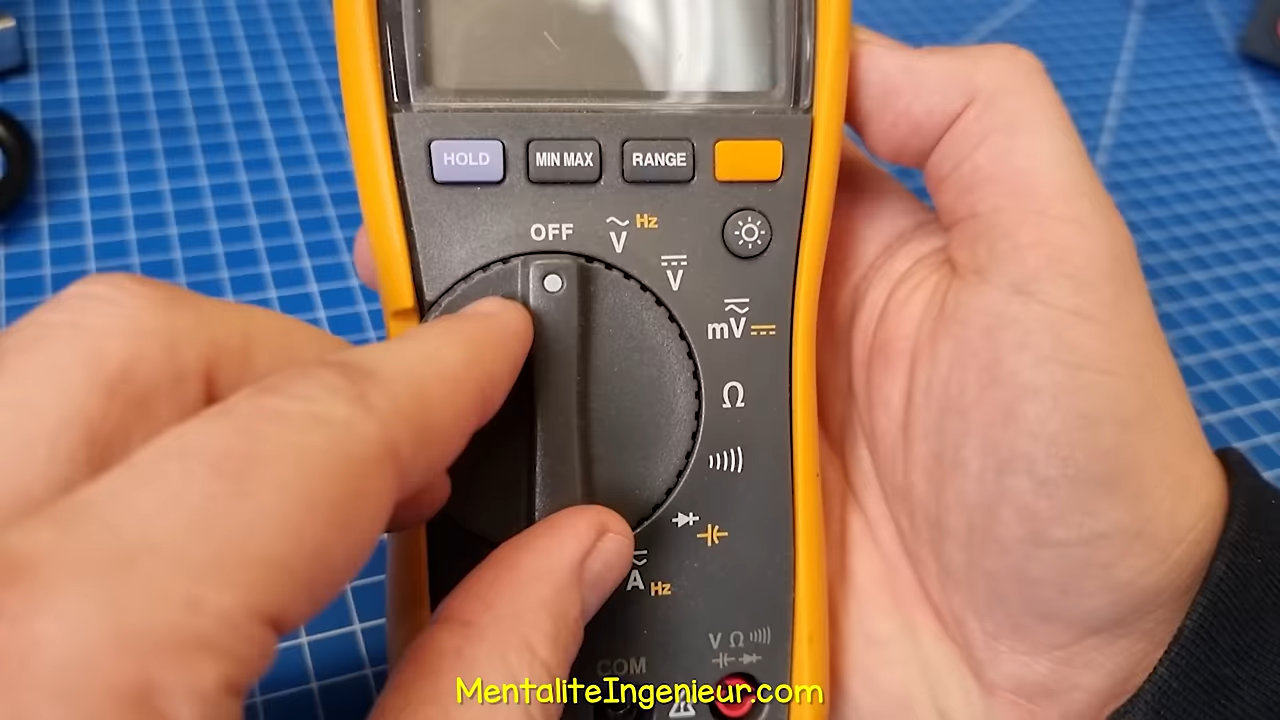 HOLD MIN MAX RANGE
OFF
V Hz
V
mV
Ω
A Hz
V Ω
COM
MentaliteIngenieur.com